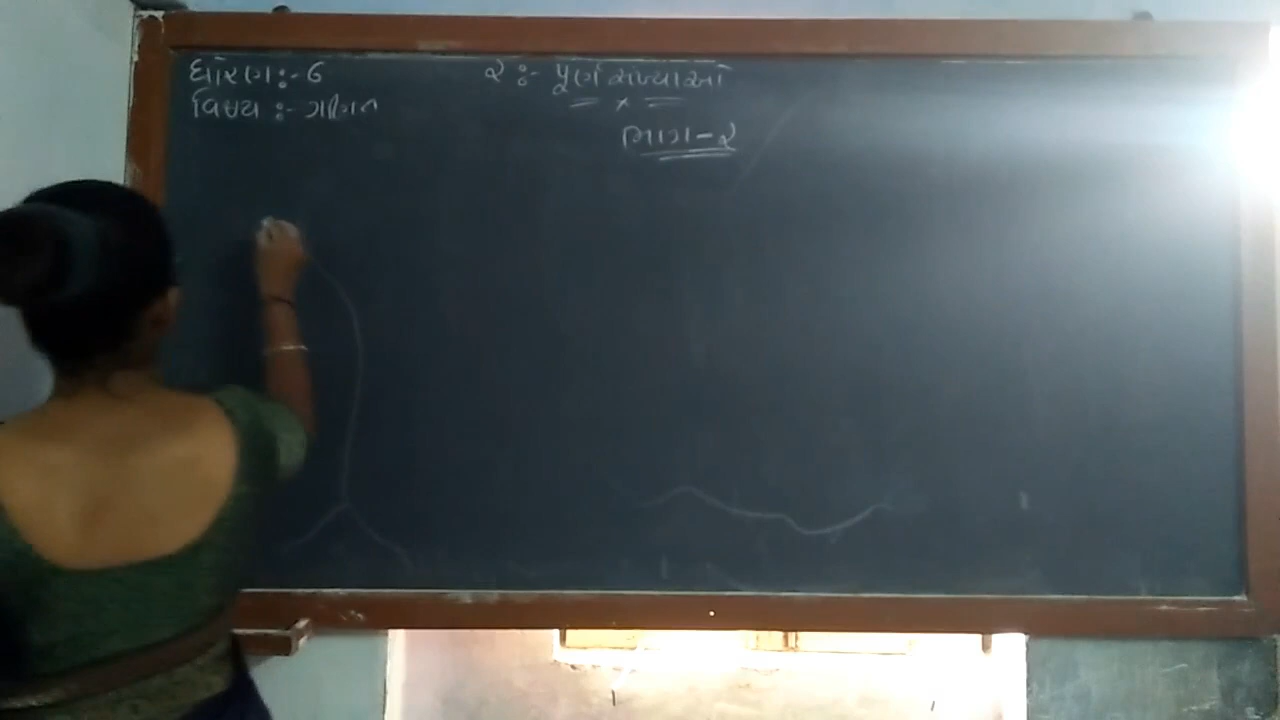 ધોરણ :- 6
વિષય :- ગણિત
૨ :- પુર્ણ સંખ્યાઓ
ભાગ - ૨